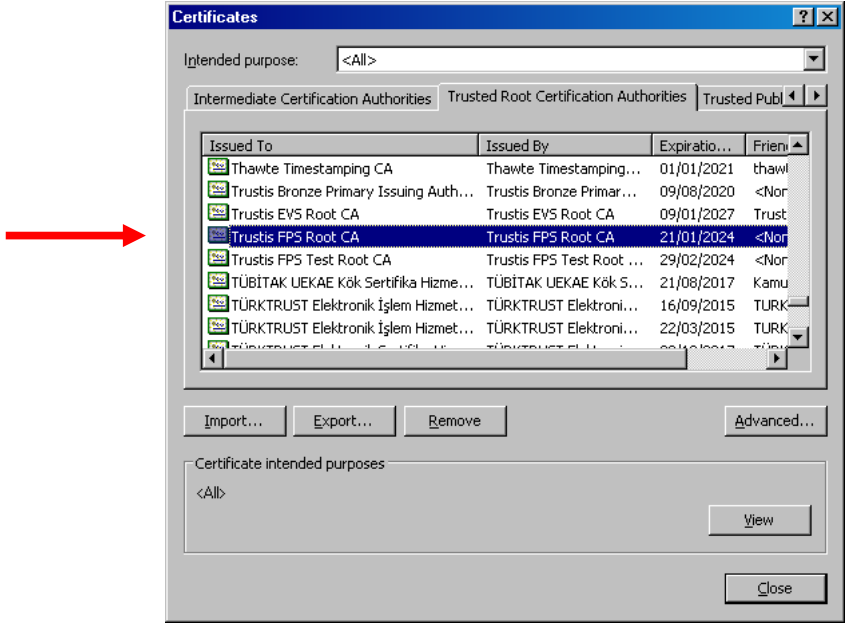 Certificates
Intended purpose: <All>
Intermediate Certification Authorities Trusted Root Certification Authorities Trusted Publ
Issued To Issued By Expiratio... Frien
Thawte Timestamping CA Thawte Timestamping... 01/01/2021 thawt
Trustis Bronze Primary Issuing Auth... Trustis Bronze Primar... 09/08/2020 <Nor
Trustis EVS Root CA Trustis EVS Root CA 09/01/2027 Trust
Trustis FPS Root CA Trustis FPS Root CA 21/01/2024 <Nor
Trustis FPS Test Root CA Trustis FPS Test Root ... 29/02/2024 <Nor
TÜBİTAK UEKAE Kök Sertifika Hizme... TÜBİTAK UEKAE Kök S... 21/08/2017 Kamu
TÜRKTRUST Elektronik İşlem Hizmet... TÜRKTRUST Elektroni... 16/09/2015 TURK
TÜRKTRUST Elektronik İşlem Hizmet... TÜRKTRUST Elektroni... 22/03/2015 TURK
Import... Export... Remove Advanced...
Certificate intended purposes
<All>
View
Close